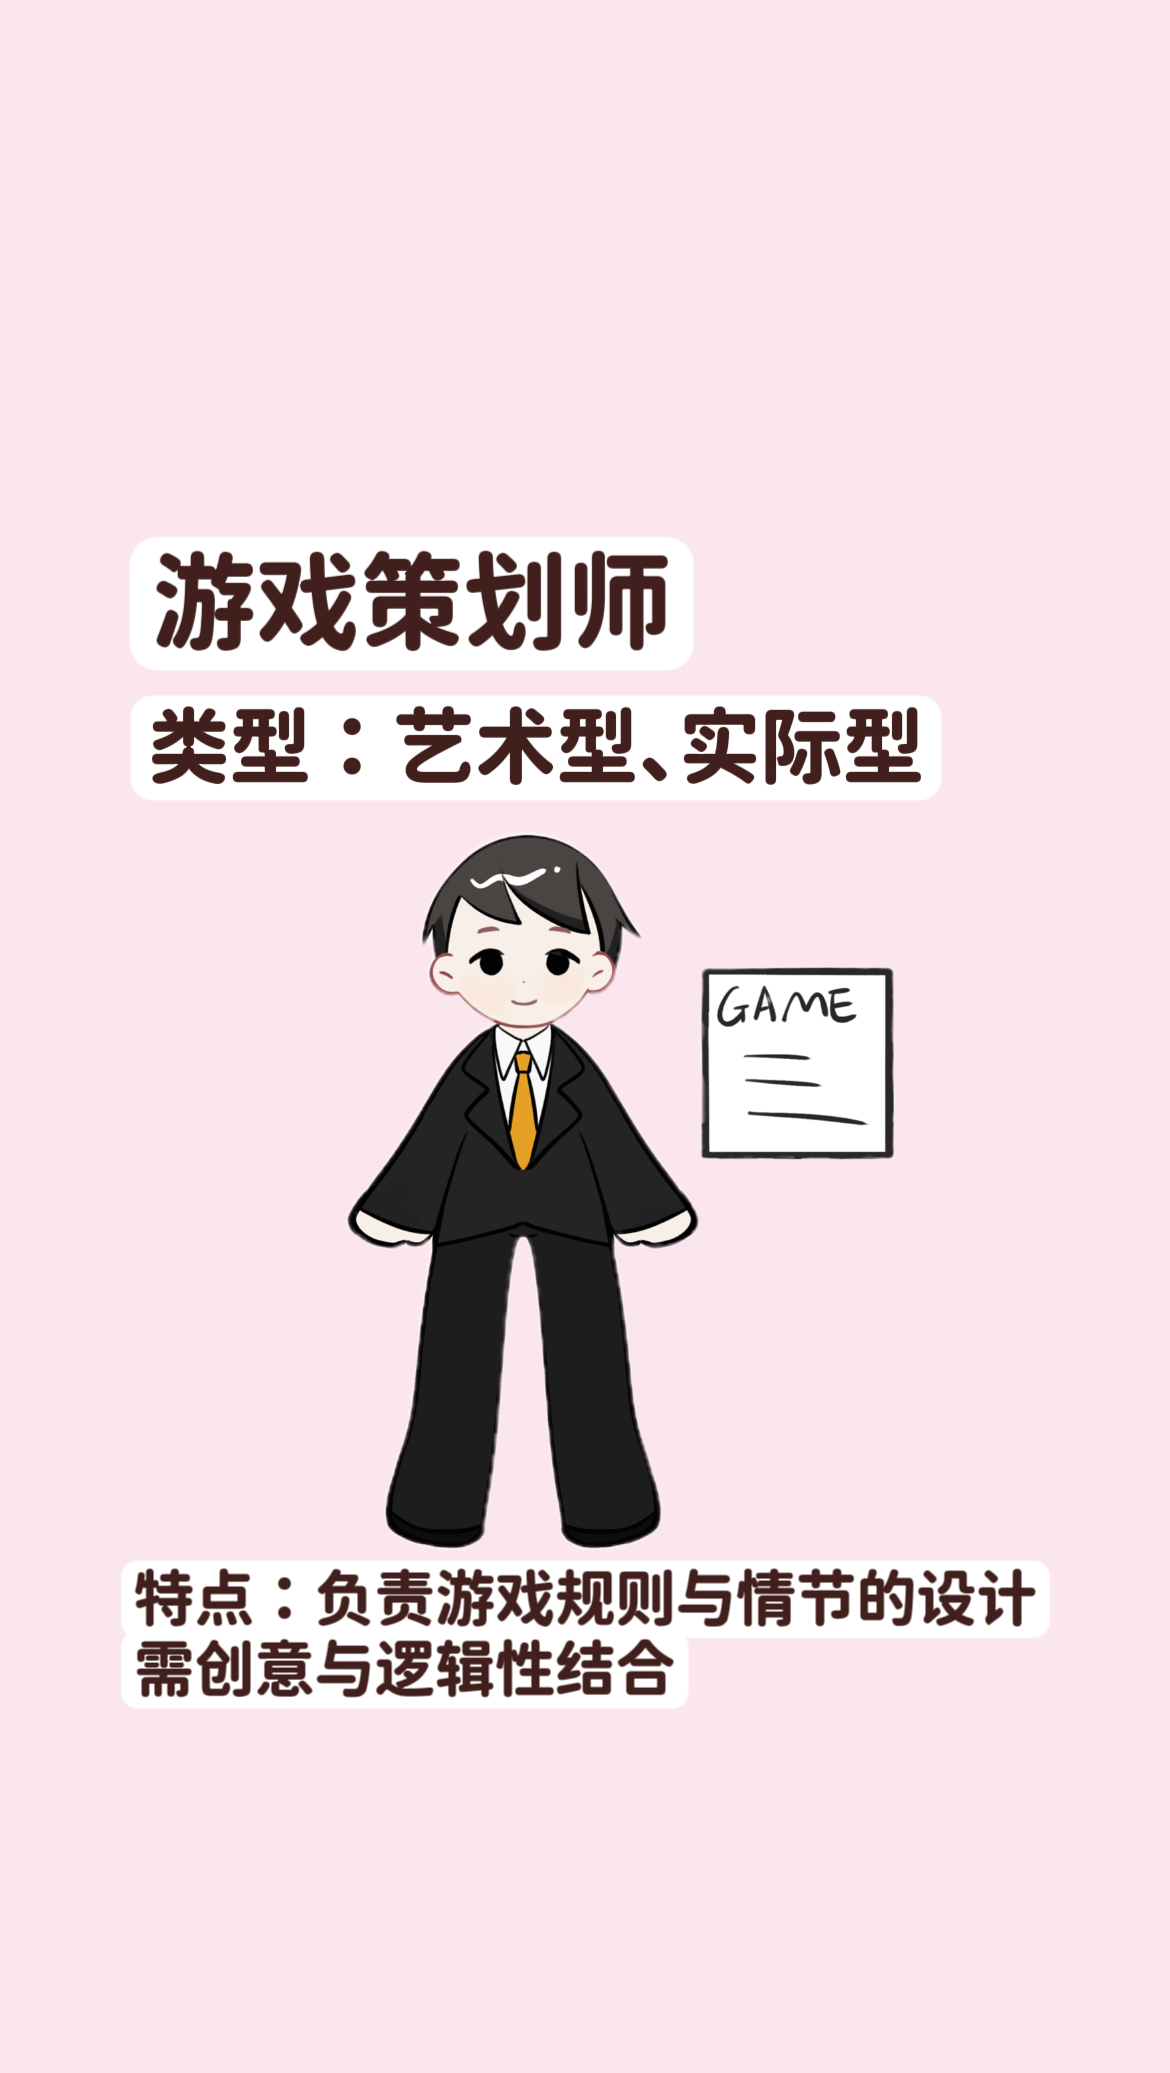 游戏策划师
类型：艺术型、实际型
GAME
特点：负责游戏规则与情节的设计
需创意与逻辑性结合